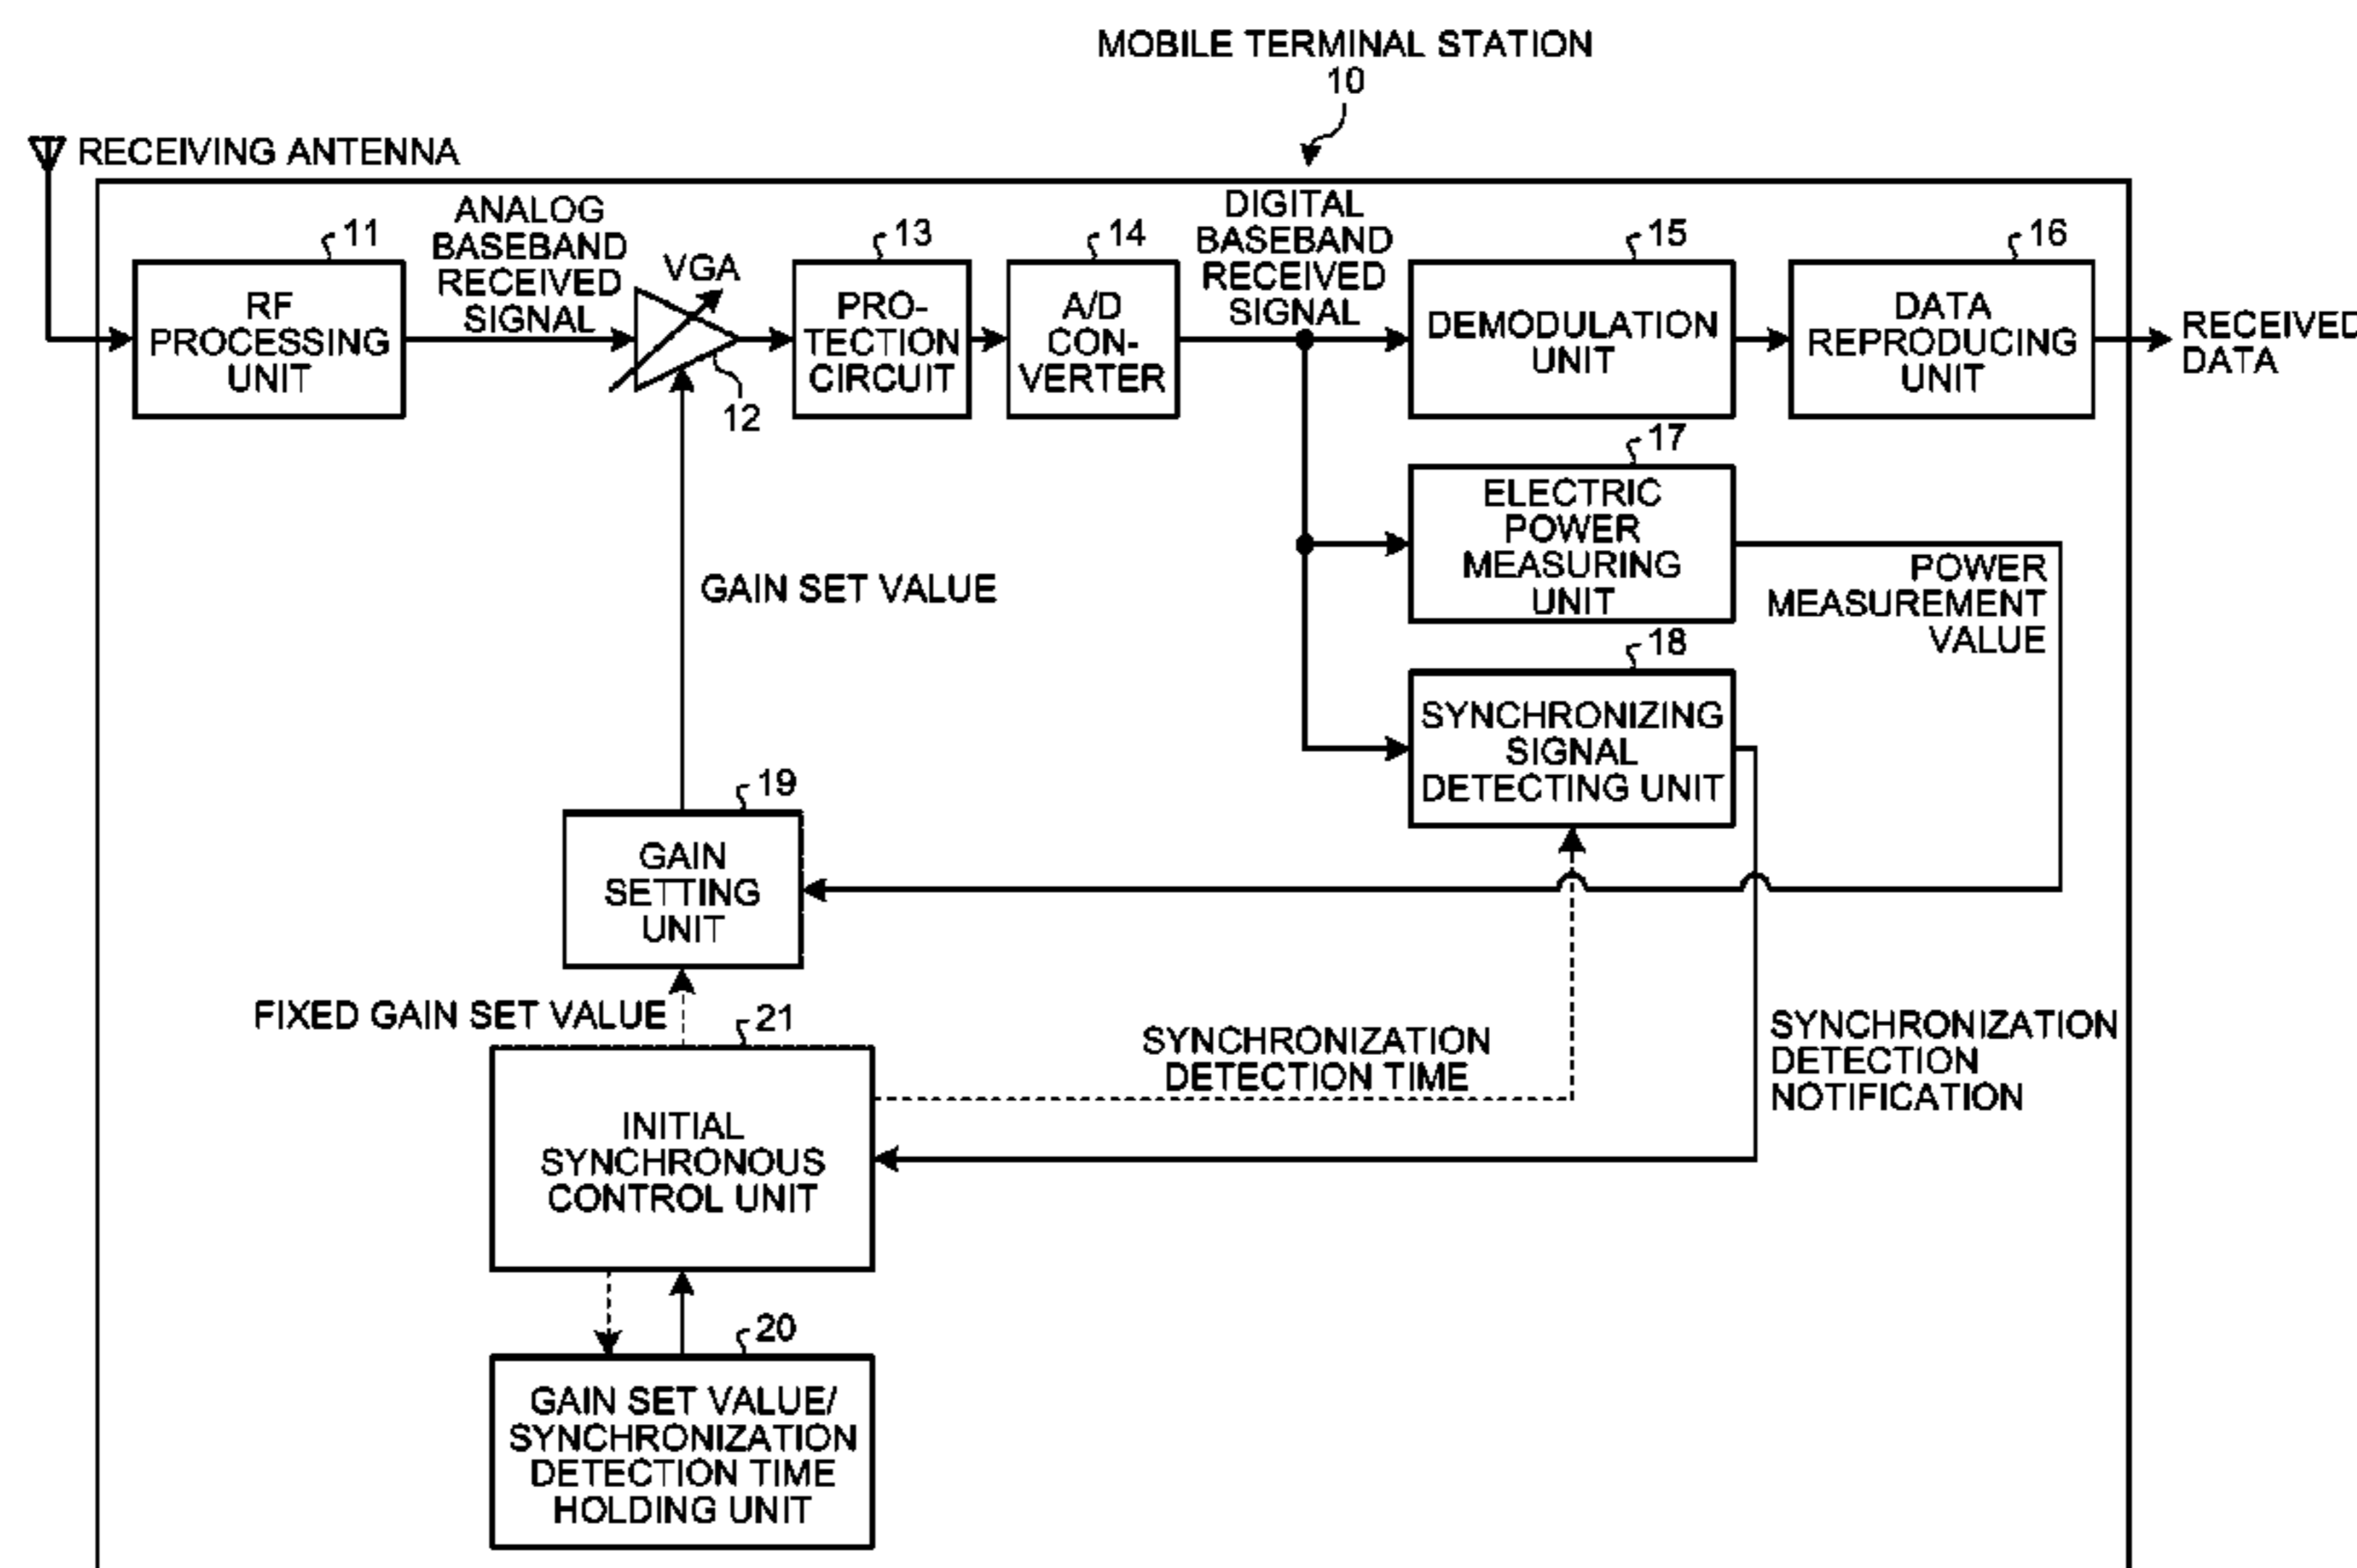 MOBILE TERMINAL STATION
10
RECEIVING ANTENNA
11
RF
PROCESSING
UNIT
ANALOG
BASEBAND
RECEIVED
SIGNAL
VGA
12
13
PRO-
TECTION
CIRCUIT
14
A/D
CON-
VERTER
DIGITAL
BASEBAND
RECEIVED
SIGNAL
15
DEMODULATION
UNIT
16
DATA
REPRODUCING
UNIT
RECEIVED
DATA
17
ELECTRIC
POWER
MEASURING
UNIT
POWER
MEASUREMENT
VALUE
GAIN SET VALUE
18
SYNCHRONIZING
SIGNAL
DETECTING UNIT
19
GAIN
SETTING
UNIT
FIXED GAIN SET VALUE
21
INITIAL
SYNCHRONOUS
CONTROL UNIT
SYNCHRONIZATION
DETECTION TIME
SYNCHRONIZATION
DETECTION
NOTIFICATION
20
GAIN SET VALUE/
SYNCHRONIZATION
DETECTION TIME
HOLDING UNIT